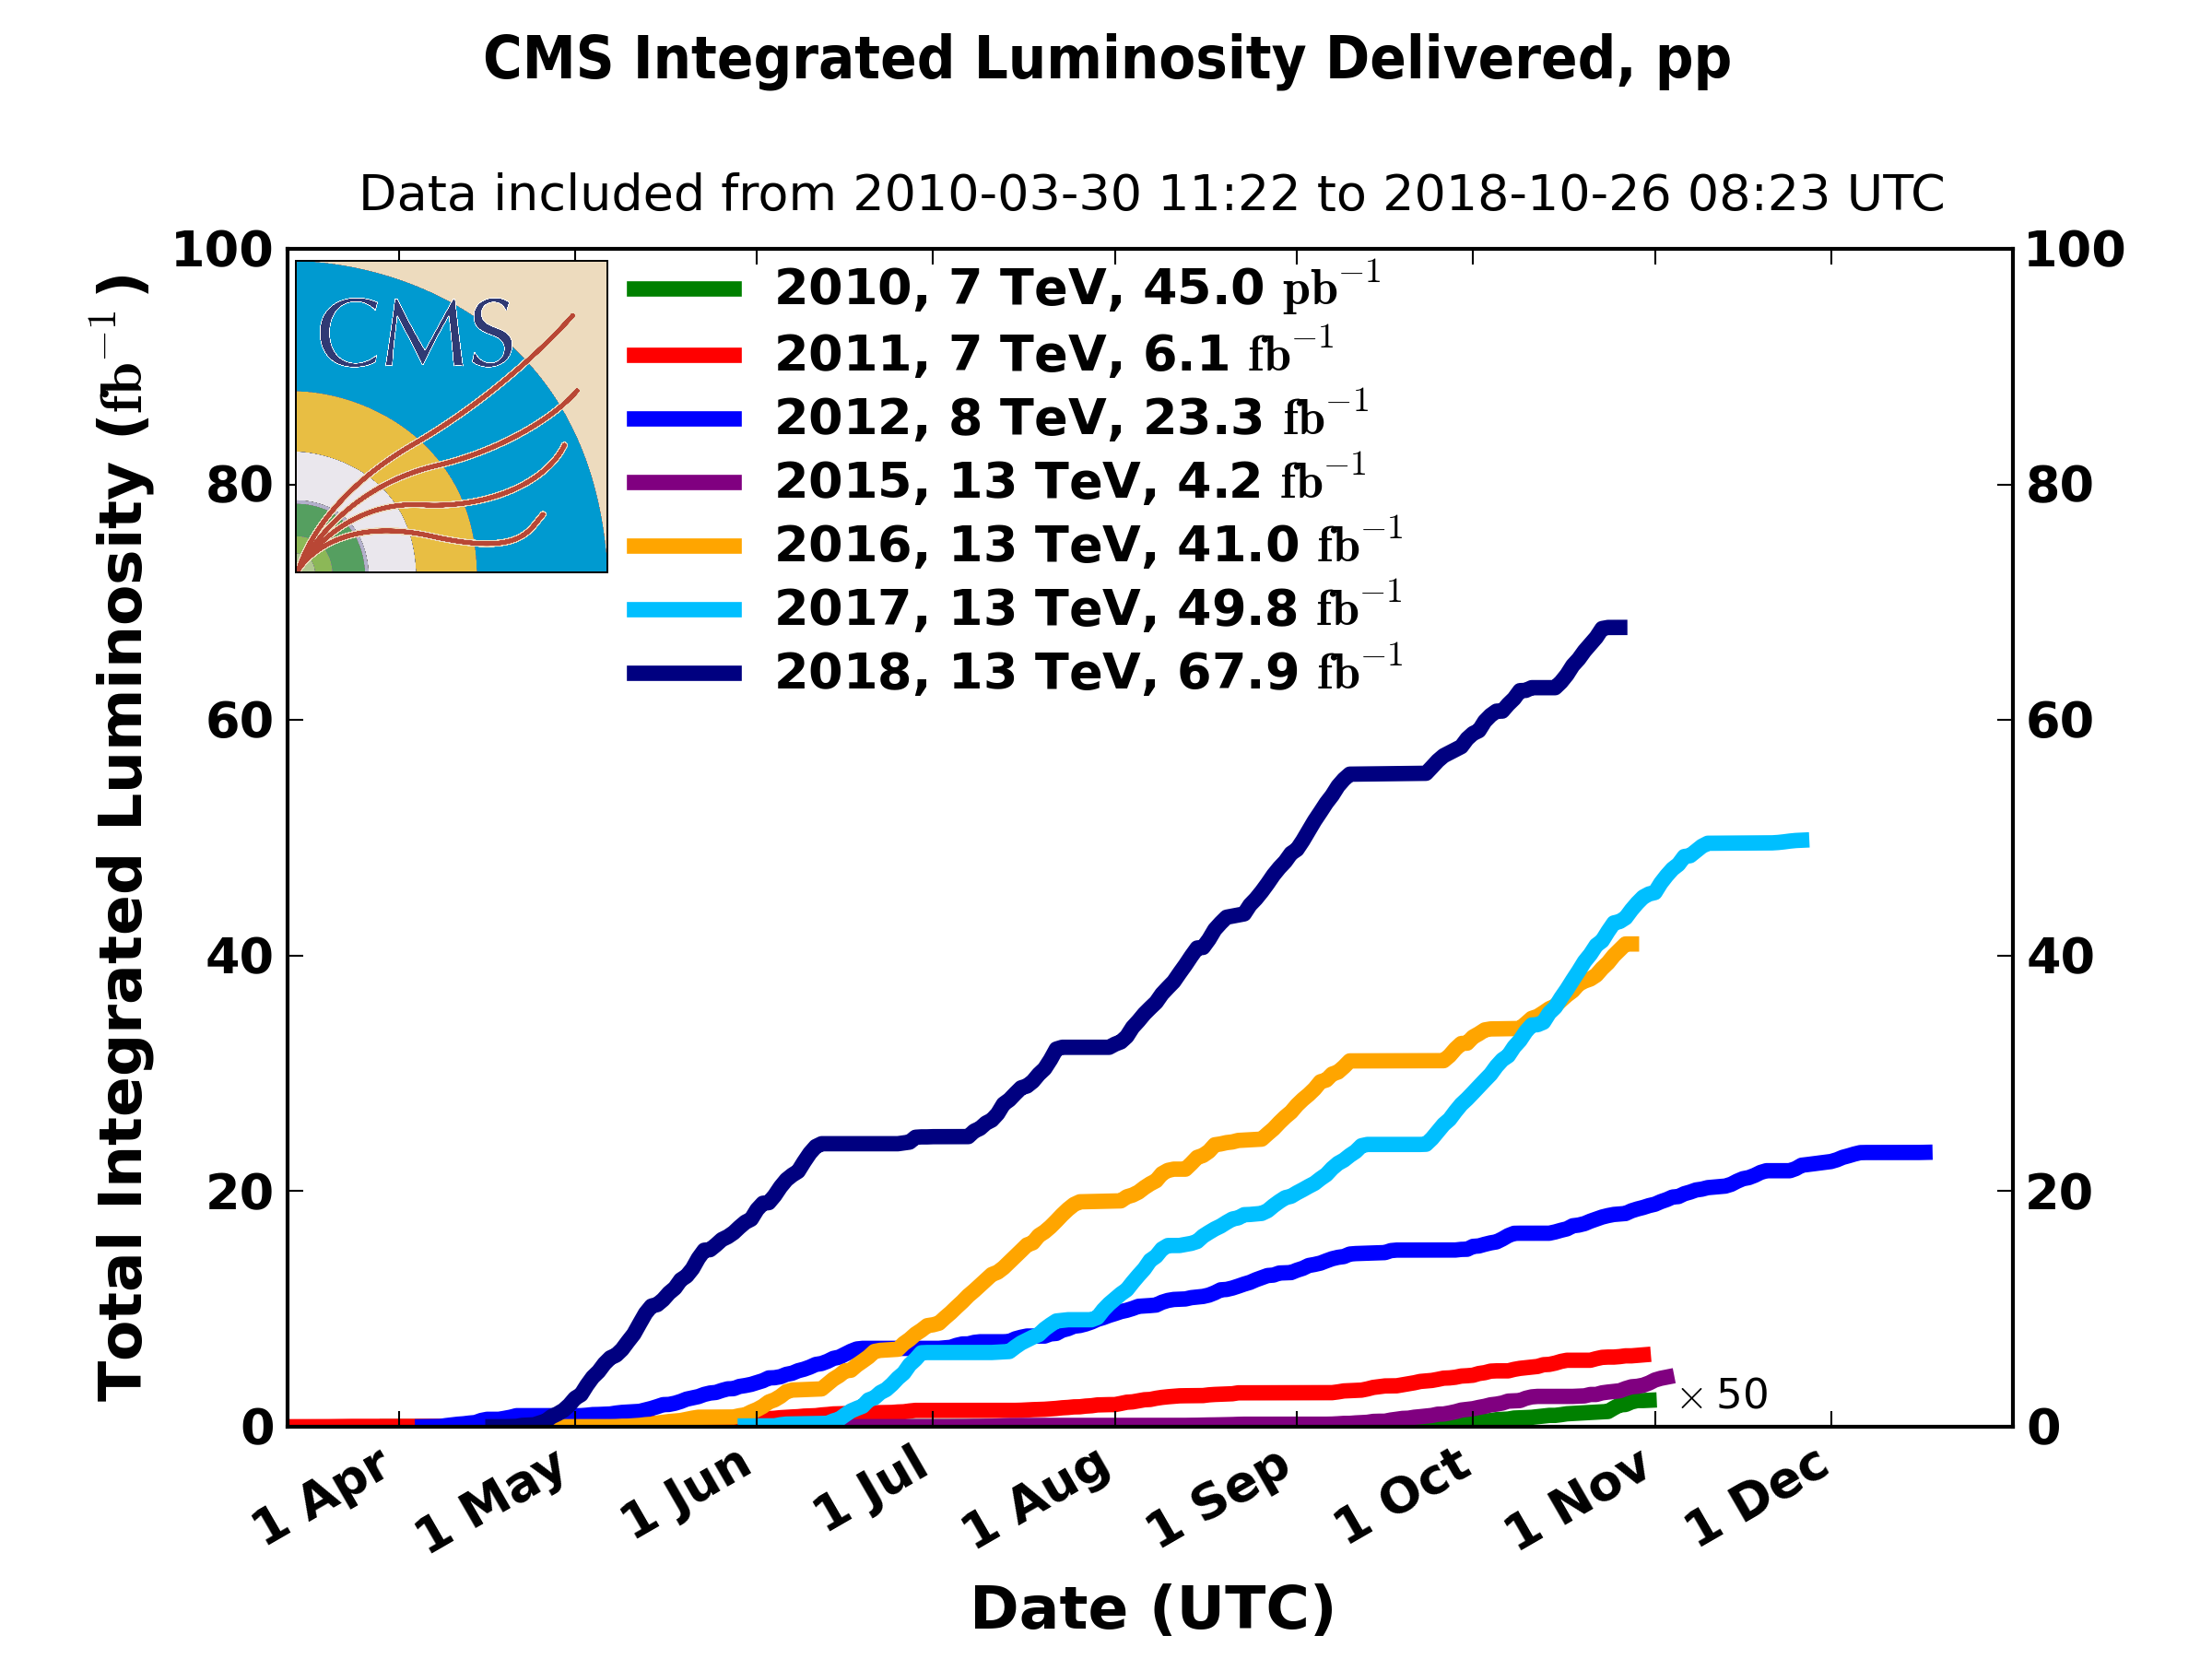 CMS Integrated Luminosity Delivered, pp
Data included from 2010-03-30 11:22 to 2018-10-26 08:23 UTC
Total Integrated Luminosity (fb⁻¹)
100
80
60
40
20
0
CMS
2010, 7 TeV, 45.0 pb⁻¹
2011, 7 TeV, 6.1 fb⁻¹
2012, 8 TeV, 23.3 fb⁻¹
2015, 13 TeV, 4.2 fb⁻¹
2016, 13 TeV, 41.0 fb⁻¹
2017, 13 TeV, 49.8 fb⁻¹
2018, 13 TeV, 67.9 fb⁻¹
× 50
100
80
60
40
20
0
1 Apr
1 May
1 Jun
1 Jul
1 Aug
1 Sep
1 Oct
1 Nov
1 Dec
Date (UTC)